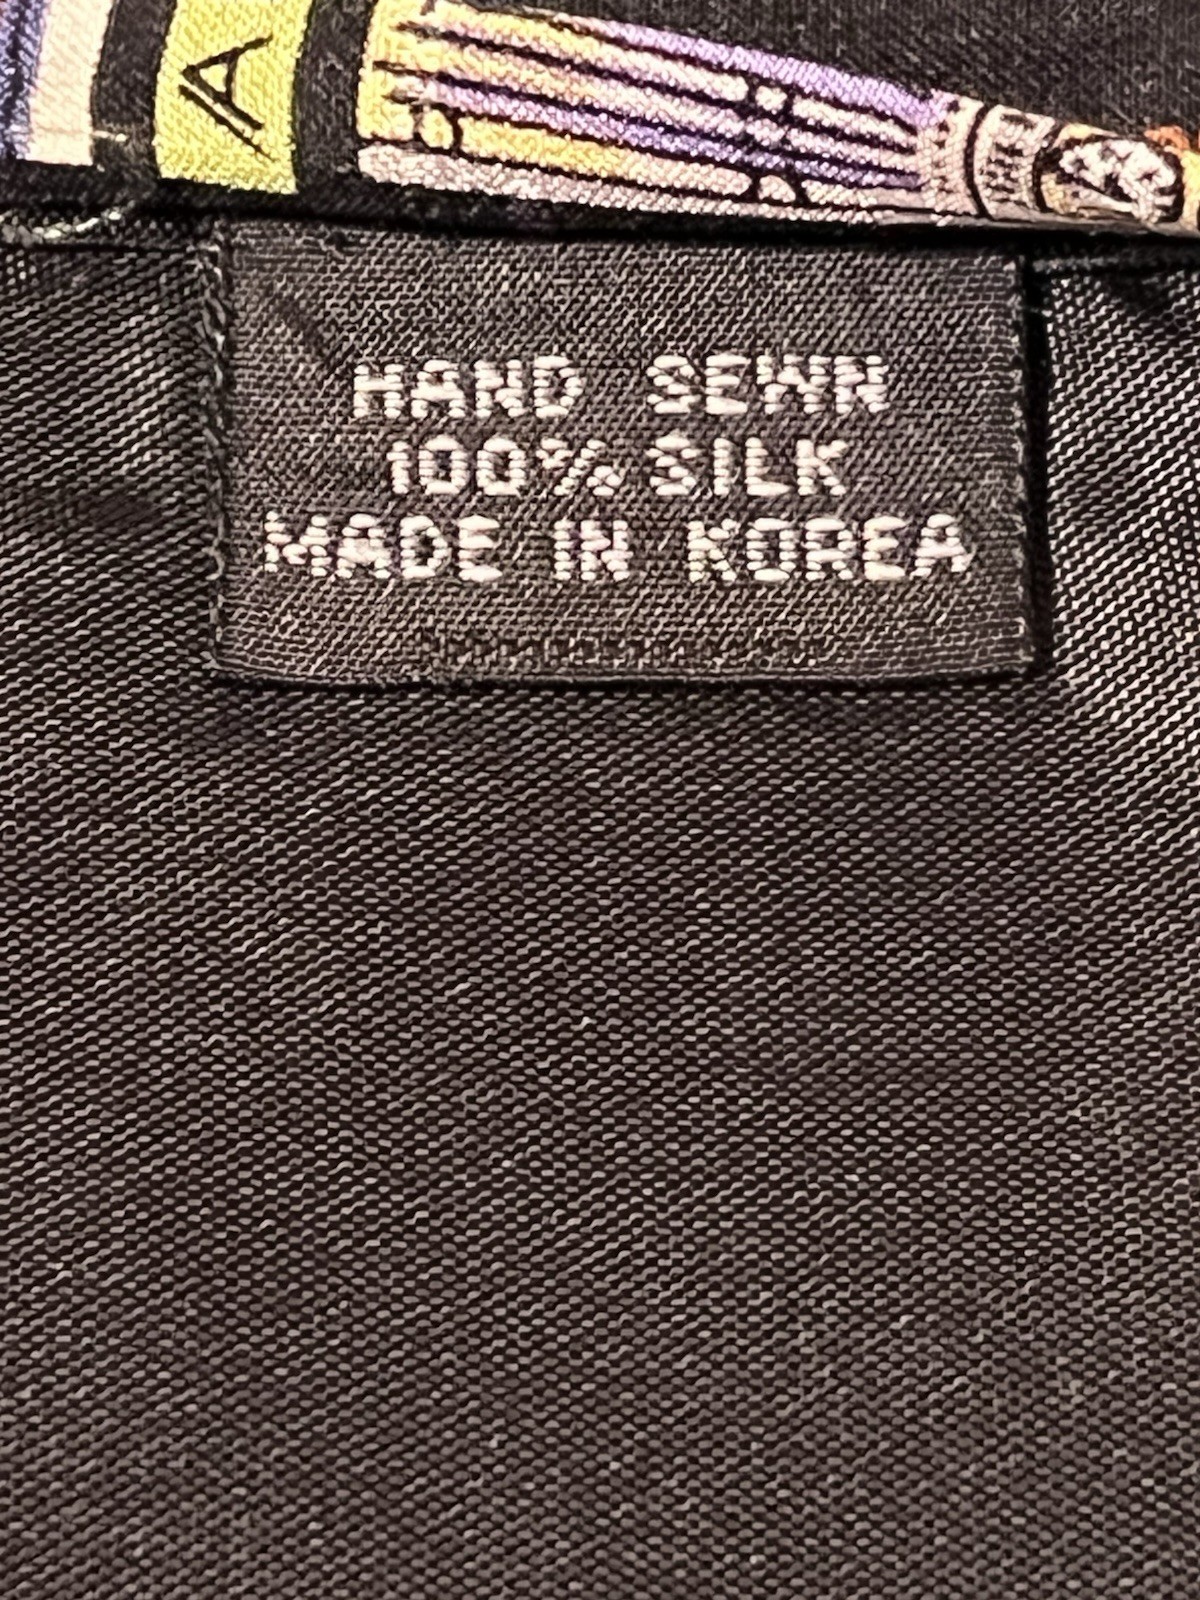 A
HAND SEWN
100% SILK
MADE IN KOREA